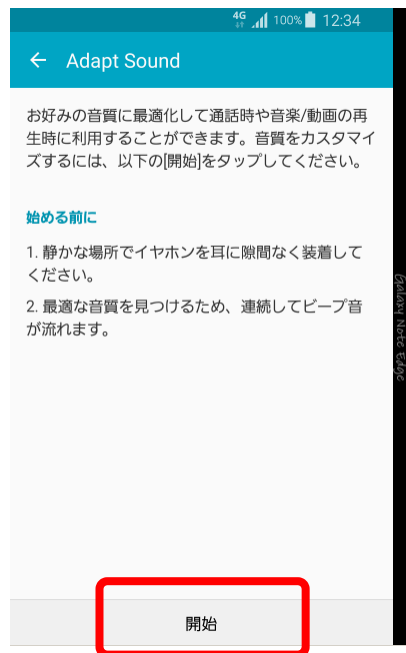 4G 100% 12:34
← Adapt Sound
お好みの音質に最適化して通話時や音楽/動画の再
生時に利用することができます。音質をカスタマイ
ズするには、以下の[開始]をタップしてください。
始める前に
1. 静かな場所でイヤホンを耳に隙間なく装着して
ください。
2. 最適な音質を見つけるため、連続してビープ音
が流れます。
Galaxy Note Edge
開始